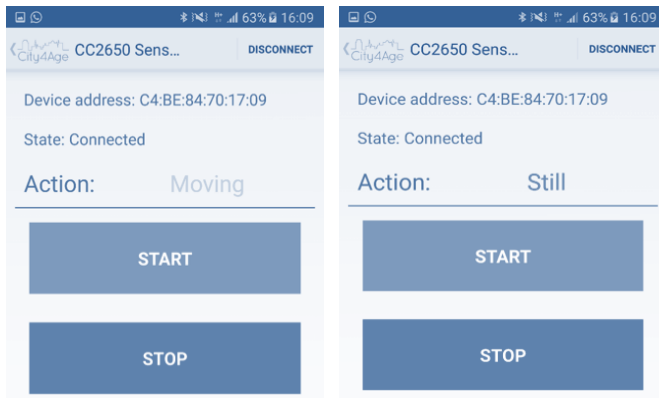 63% 16:09
City4Age CC2650 Sens... DISCONNECT
Device address: C4:BE:84:70:17:09
State: Connected
Action: Moving
START
STOP
63% 16:09
City4Age CC2650 Sens... DISCONNECT
Device address: C4:BE:84:70:17:09
State: Connected
Action: Still
START
STOP